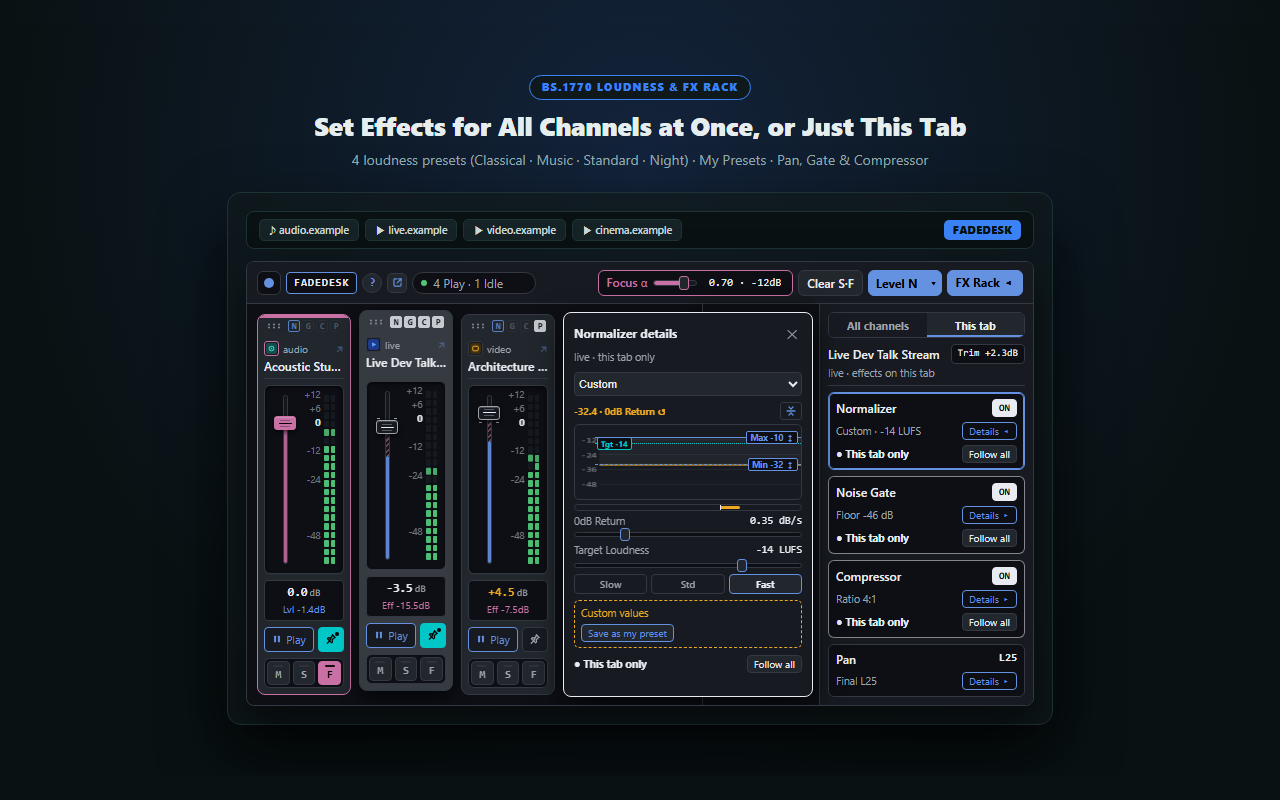 BS.1770 LOUDNESS & FX RACK
Set Effects for All Channels at Once, or Just This Tab
4 loudness presets (Classical · Music · Standard · Night) · My Presets · Pan, Gate & Compressor
♪ audio.example
▶ live.example
▶ video.example
▶ cinema.example
FADEDESK
FADEDESK
?
4 Play · 1 Idle
Focus α
0.70 · -12dB
Clear S·F
Level N
FX Rack
N G C P
audio
Acoustic Stu...
+12
+6
0
-12
-24
-48
0.0 dB
Lvl -1.4dB
Play
M S F
N G C P
live
Live Dev Talk...
+12
+6
0
-12
-24
-48
-3.5 dB
Eff -15.5dB
Play
M S F
N G C P
video
Architecture ...
+12
+6
0
-12
-24
-48
+4.5 dB
Eff -7.5dB
Play
M S F
Normalizer details
live · this tab only
Custom
-32.4 · 0dB Return ↺
-12
-24
-36
-48
Tgt -14
Max -10 ↕
Min -32 ↕
0dB Return
0.35 dB/s
Target Loudness
-14 LUFS
Slow
Std
Fast
Custom values
Save as my preset
● This tab only
Follow all
All channels
This tab
Live Dev Talk Stream
Trim +2.3dB
live · effects on this tab
Normalizer
ON
Custom · -14 LUFS
Details
● This tab only
Follow all
Noise Gate
ON
Floor -46 dB
Details
● This tab only
Follow all
Compressor
ON
Ratio 4:1
Details
● This tab only
Follow all
Pan
L25
Final L25
Details